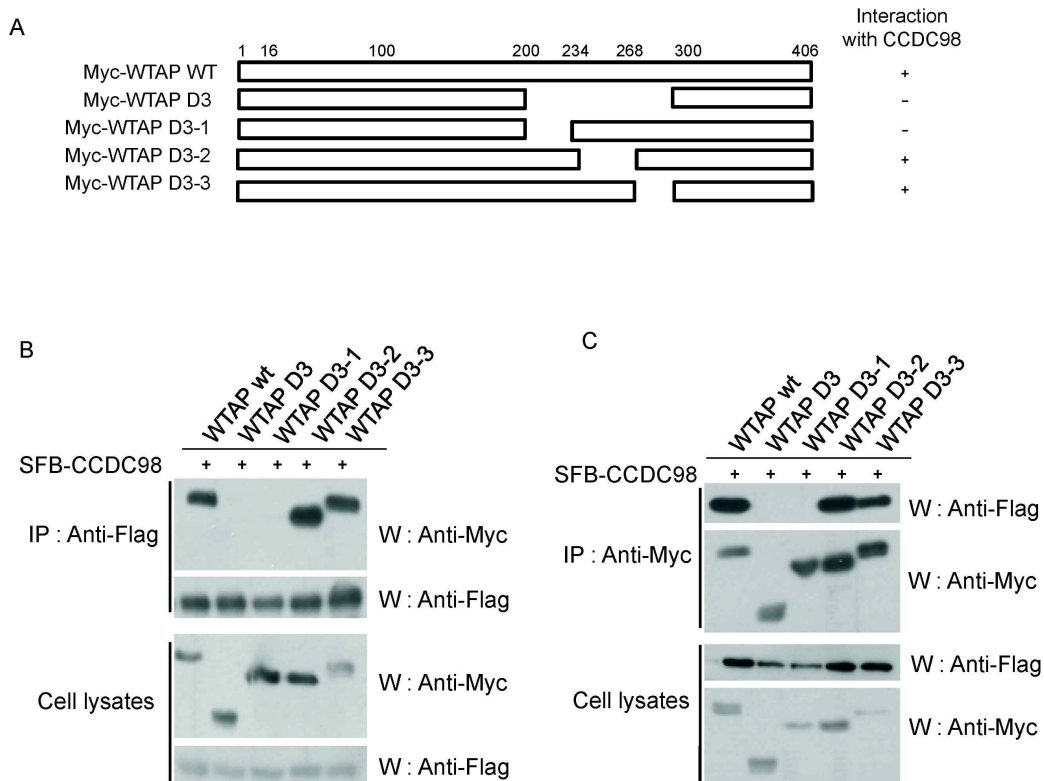 A
Interaction
with CCDC98
1 16 100 200 234 268 300 406
Myc-WTAP WT +
Myc-WTAP D3 -
Myc-WTAP D3-1 -
Myc-WTAP D3-2 +
Myc-WTAP D3-3 +
B
WTAP wt
WTAP D3
WTAP D3-1
WTAP D3-2
WTAP D3-3
SFB-CCDC98 + + + + +
IP : Anti-Flag
W : Anti-Myc
W : Anti-Flag
Cell lysates
W : Anti-Myc
W : Anti-Flag
C
WTAP wt
WTAP D3
WTAP D3-1
WTAP D3-2
WTAP D3-3
SFB-CCDC98 + + + + +
IP : Anti-Myc
W : Anti-Flag
W : Anti-Myc
Cell lysates
W : Anti-Flag
W : Anti-Myc